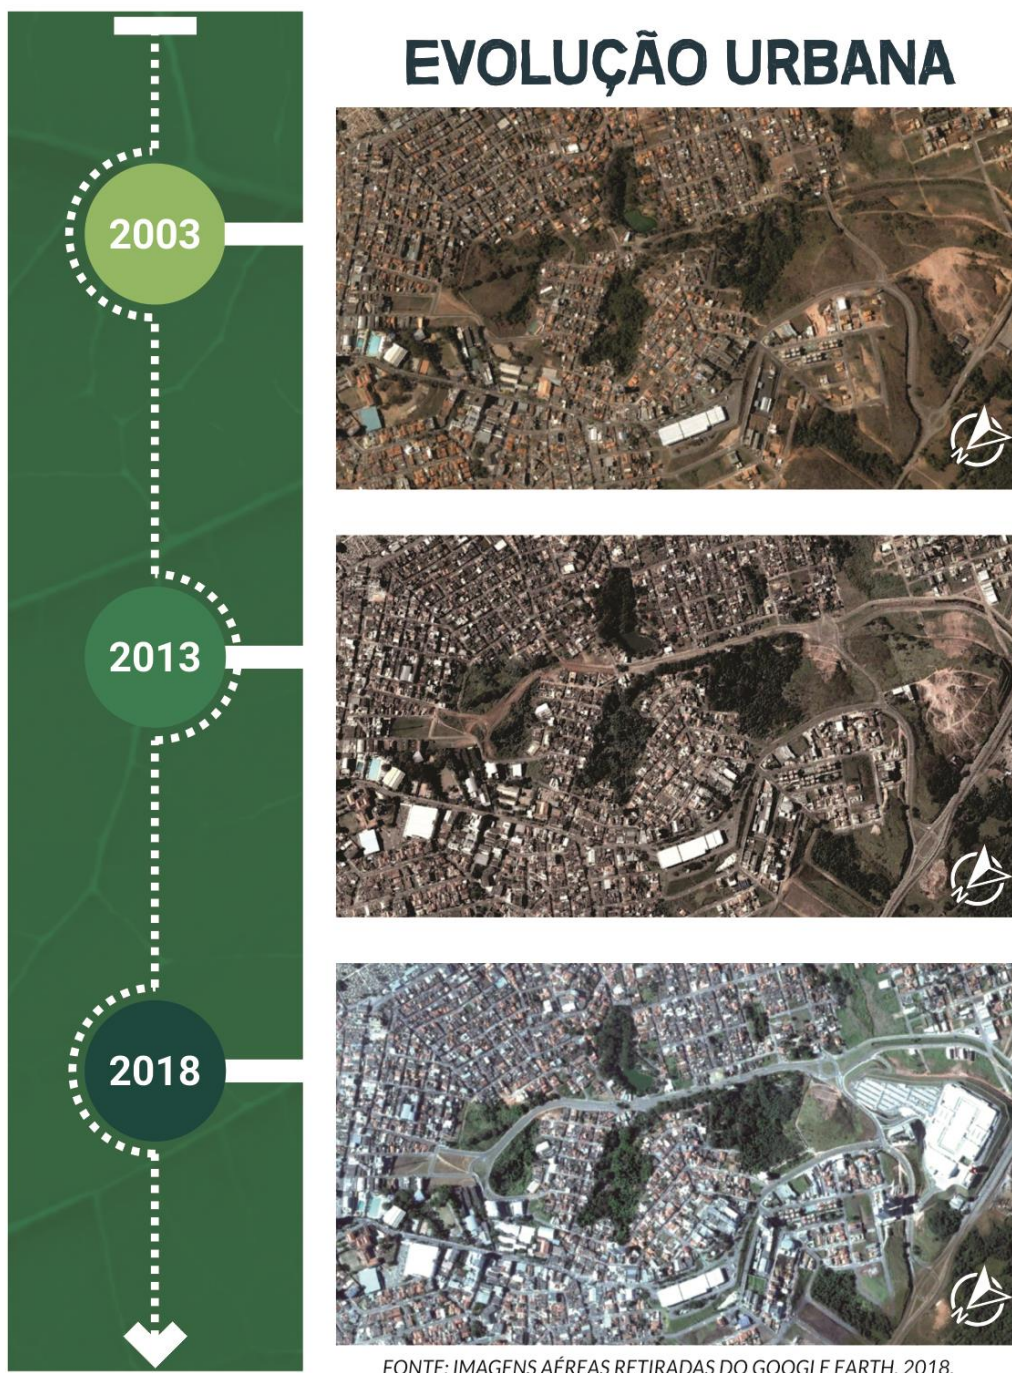 EVOLUÇÃO URBANA
2003
N
2013
N
2018
N
FONTE: IMAGENS AÉREAS RETIRADAS DO GOOGLE EARTH, 2018.